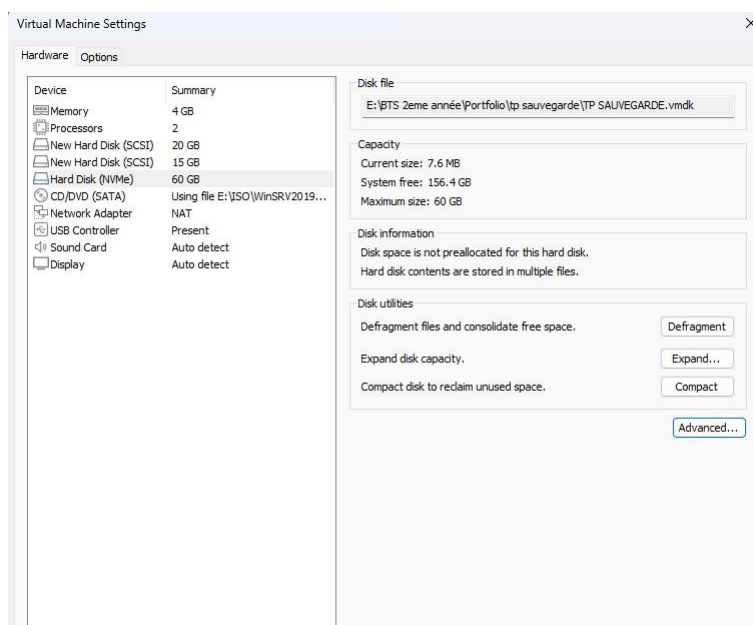 Virtual Machine Settings
Hardware Options
Device Summary
Memory 4 GB
Processors 2
New Hard Disk (SCSI) 20 GB
New Hard Disk (SCSI) 15 GB
Hard Disk (NVMe) 60 GB
CD/DVD (SATA) Using file E:\ISO\WinSRV2019...
Network Adapter NAT
USB Controller Present
Sound Card Auto detect
Display Auto detect
Disk file
E:\BTS 2eme année\Portfolio\tp sauvegarde\TP SAUVEGARDE.vmdk
Capacity
Current size: 7.6 MB
System free: 156.4 GB
Maximum size: 60 GB
Disk information
Disk space is not preallocated for this hard disk.
Hard disk contents are stored in multiple files.
Disk utilities
Defragment files and consolidate free space. Defragment
Expand disk capacity. Expand...
Compact disk to reclaim unused space. Compact
Advanced...